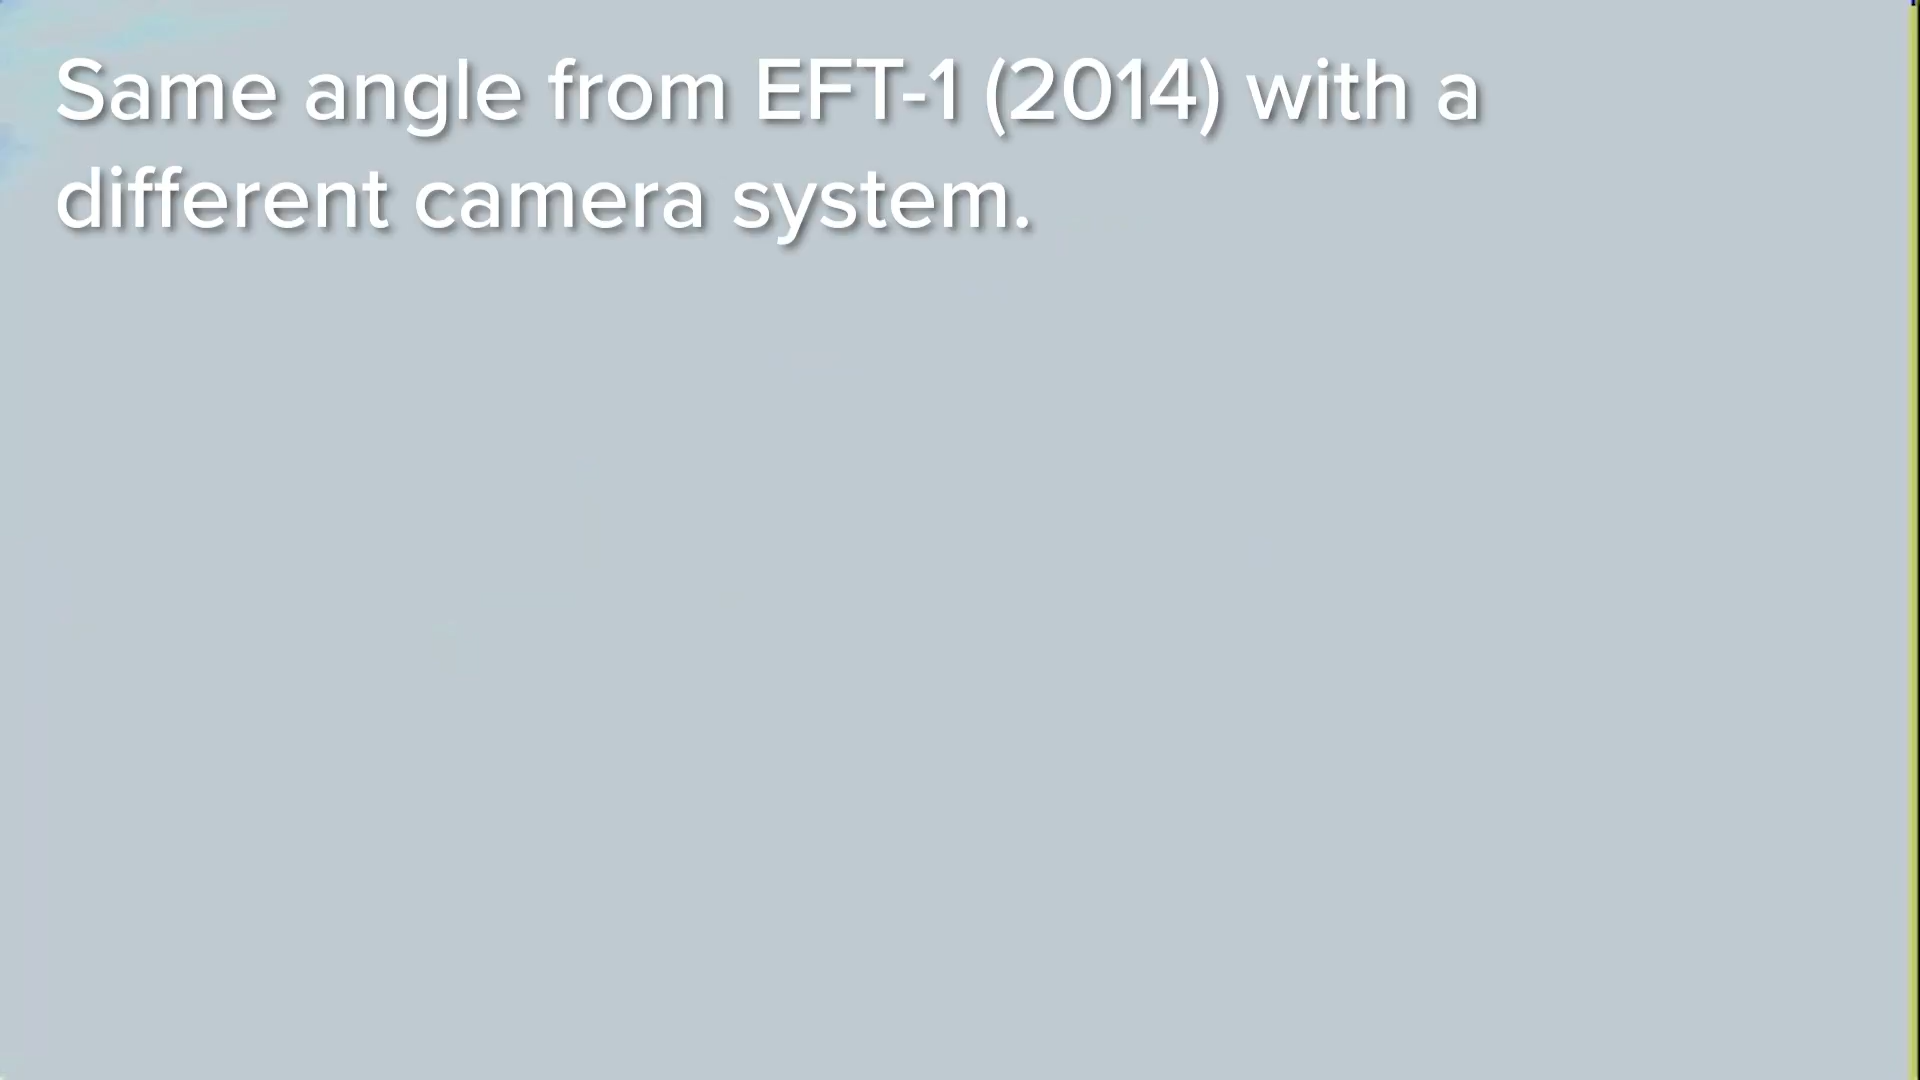 Same angle from EFT-1 (2014) with a
different camera system.